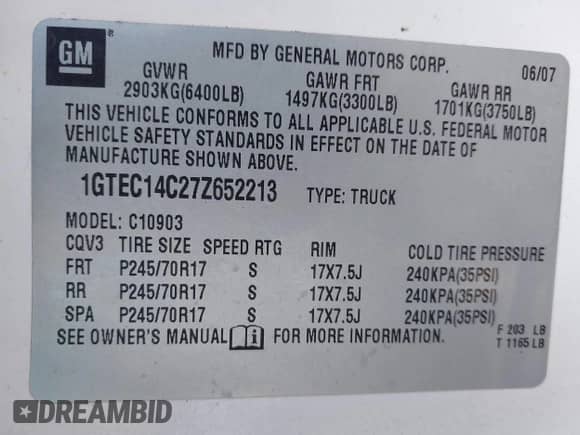 GM ®
MFD BY GENERAL MOTORS CORP. 06/07
GVWR GAWR FRT GAWR RR
2903KG(6400LB) 1497KG(3300LB) 1701KG(3750LB)
THIS VEHICLE CONFORMS TO ALL APPLICABLE U.S. FEDERAL MOTOR
VEHICLE SAFETY STANDARDS IN EFFECT ON THE DATE OF
MANUFACTURE SHOWN ABOVE.
1GTEC14C27Z652213 TYPE: TRUCK
MODEL: C10903
CQV3 TIRE SIZE SPEED RTG RIM COLD TIRE PRESSURE
FRT P245/70R17 S 17X7.5J 240KPA(35PSI)
RR P245/70R17 S 17X7.5J 240KPA(35PSI)
SPA P245/70R17 S 17X7.5J 240KPA(35PSI)
SEE OWNER'S MANUAL i FOR MORE INFORMATION.
F 203 LB
T 1165 LB
DREAMBID